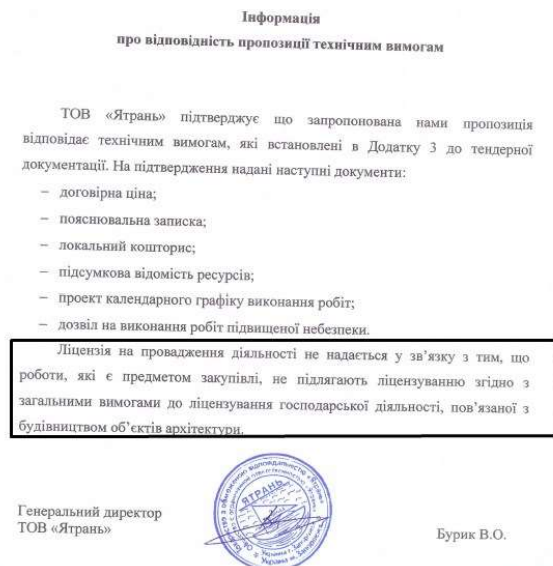 Інформація
про відповідність пропозиції технічним вимогам
ТОВ «Ятрань» підтверджує що запропонована нами пропозиція
відповідає технічним вимогам, які встановлені в Додатку 3 до тендерної
документації. На підтвердження надані наступні документи:
− договірна ціна;
− пояснювальна записка;
− локальний кошторис;
− підсумкова відомість ресурсів;
− проект календарного графіку виконання робіт;
− дозвіл на виконання робіт підвищеної небезпеки.
Ліцензія на провадження діяльності не надається у зв’язку з тим, що
роботи, які є предметом закупівлі, не підлягають ліцензуванню згідно з
загальними вимогами до ліцензування господарської діяльності, пов’язаної з
будівництвом об’єктів архітектури.
Генеральний директор
ТОВ «Ятрань»
ЯТРАНЬ
Бурик В.О.